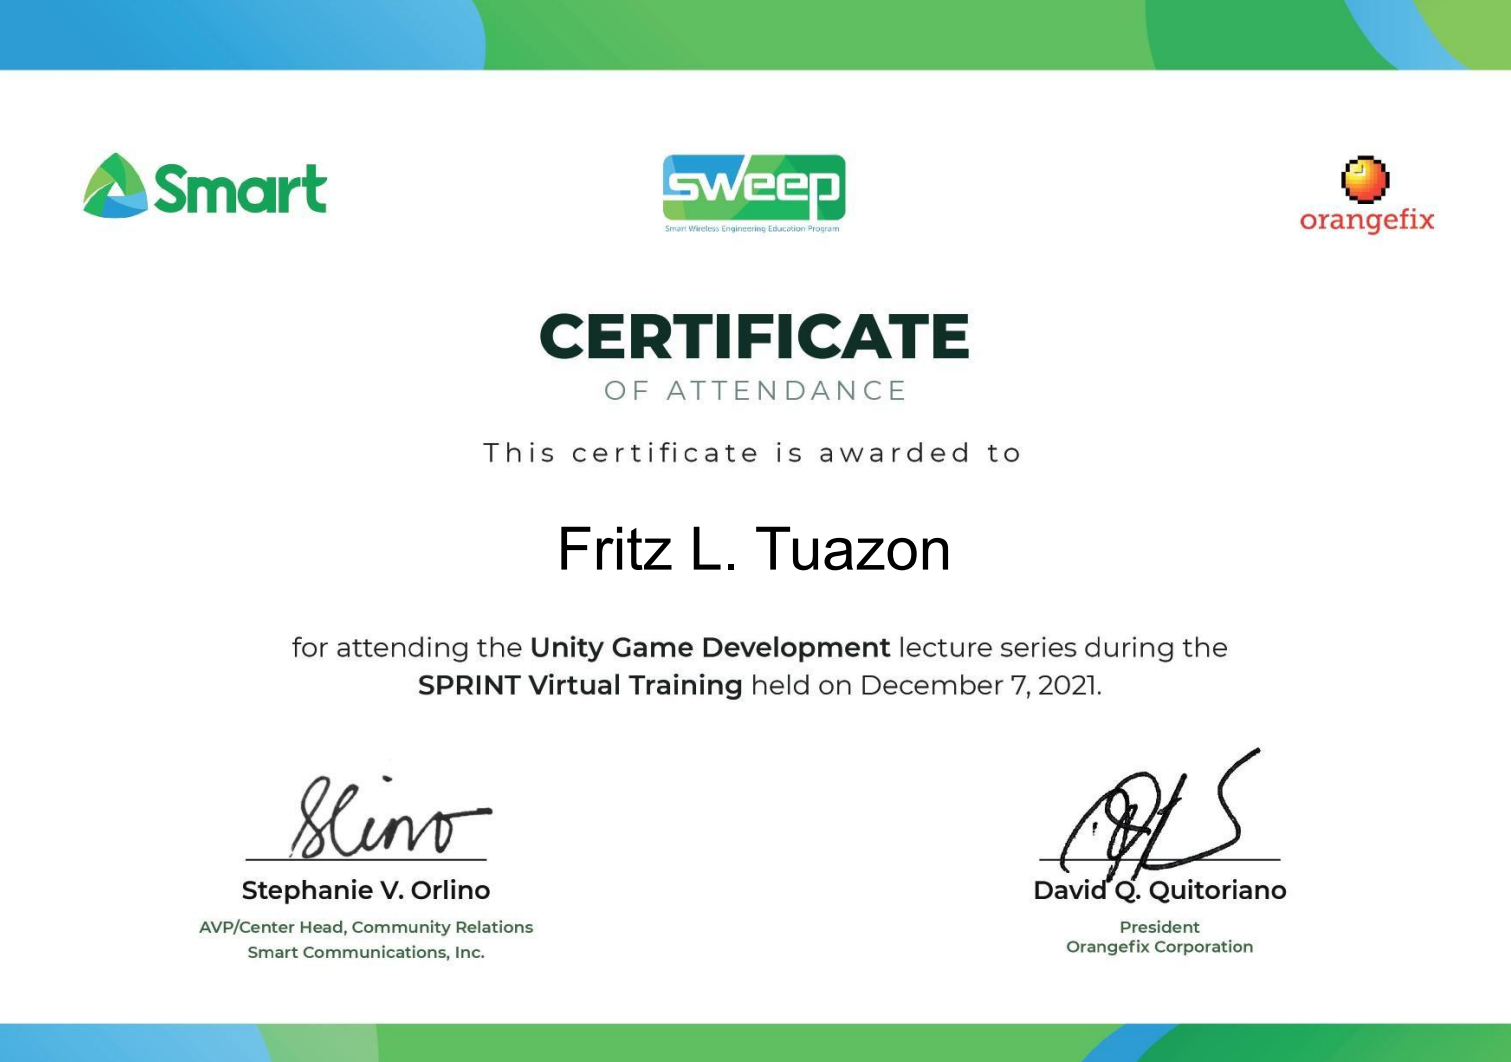 Smart
sweep
Smart Wireless Engineering Education Program
orangefix
CERTIFICATE
OF ATTENDANCE
This certificate is awarded to
Fritz L. Tuazon
for attending the Unity Game Development lecture series during the
SPRINT Virtual Training held on December 7, 2021.
Stephanie V. Orlino
AVP/Center Head, Community Relations
Smart Communications, Inc.
David Q. Quitoriano
President
Orangefix Corporation